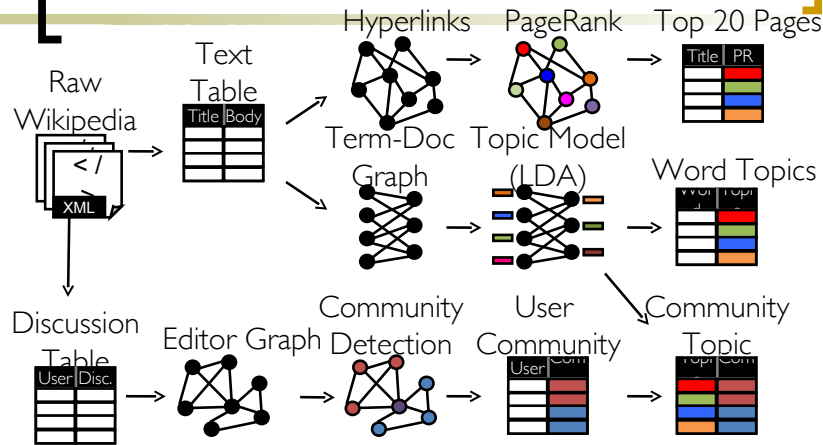 Hyperlinks
PageRank
Top 20 Pages
Title PR
Text
Table
Title Body
Raw
Wikipedia
< /
>
XML
Term-Doc
Graph
Topic Model
(LDA)
Word Topics
Discussion
Table
User Disc.
Editor Graph
Community
Detection
User
Community
User
Community
Topic